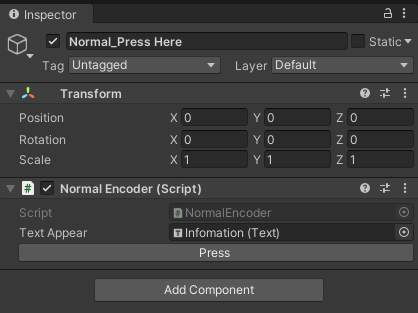 Inspector
Normal_Press Here Static
Tag Untagged Layer Default
Transform
Position X 0 Y 0 Z 0
Rotation X 0 Y 0 Z 0
Scale X 1 Y 1 Z 1
# Normal Encoder (Script)
Script # NormalEncoder
Text Appear T Infomation (Text)
Press
Add Component